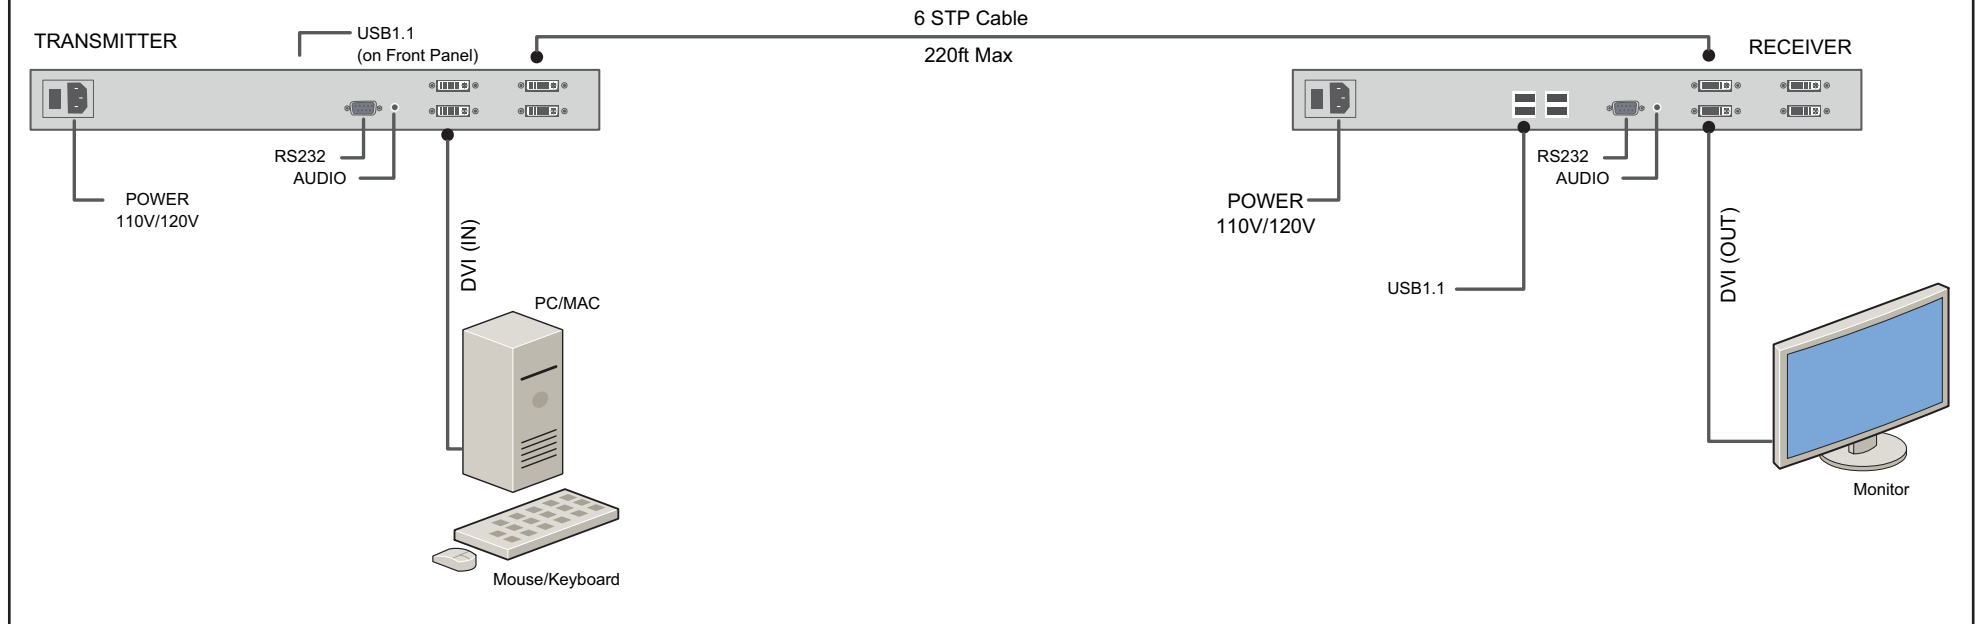 6 STP Cable
220ft Max
TRANSMITTER
USB1.1
(on Front Panel)
RS232
AUDIO
POWER
110V/120V
DVI (IN)
PC/MAC
Mouse/Keyboard
RECEIVER
RS232
AUDIO
POWER
110V/120V
USB1.1
DVI (OUT)
Monitor